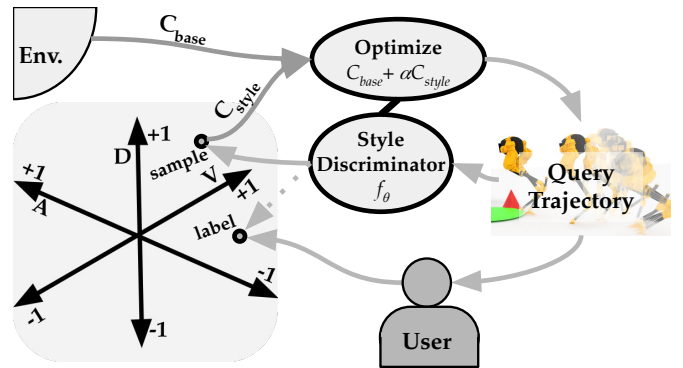 Env.
C_base
Optimize
C_base + αC_style
C_style
+1
D
sample
Style
Discriminator
f_θ
Query
Trajectory
+1
A
V
+1
label
-1
-1
-1
User